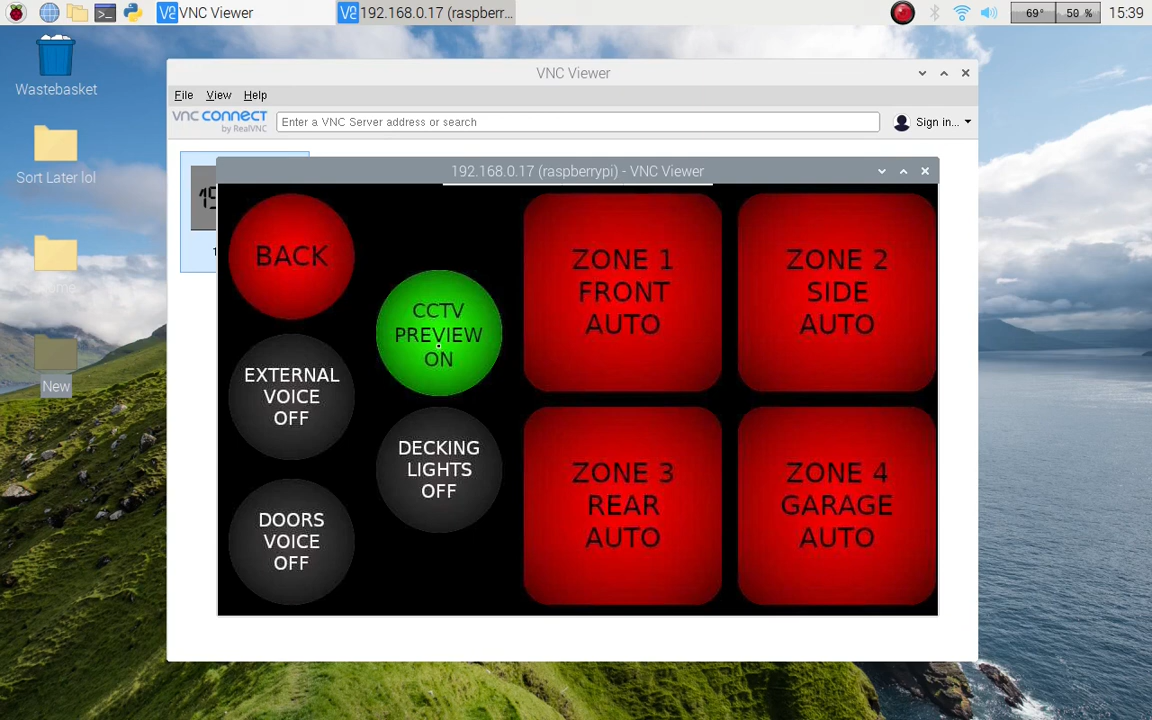 VNC Viewer
192.168.0.17 (raspberr...
69°
50 %
15:39
Wastebasket
Sort Later lol
New
VNC Viewer
File View Help
vnc connect
by RealVNC
Enter a VNC Server address or search
Sign in...
192.168.0.17 (raspberrypi) - VNC Viewer
BACK
EXTERNAL
VOICE
OFF
DOORS
VOICE
OFF
CCTV
PREVIEW
ON
DECKING
LIGHTS
OFF
ZONE 1
FRONT
AUTO
ZONE 2
SIDE
AUTO
ZONE 3
REAR
AUTO
ZONE 4
GARAGE
AUTO